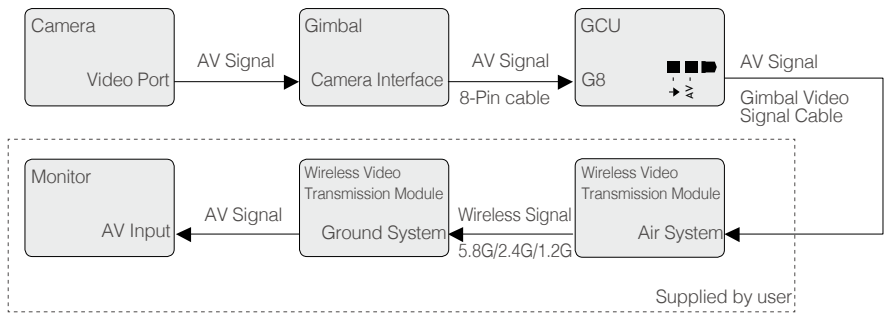 Camera
Video Port
AV Signal
Gimbal
Camera Interface
AV Signal
8-Pin cable
GCU
G8
AV
AV Signal
Gimbal Video
Signal Cable
Monitor
AV Input
AV Signal
Wireless Video
Transmission Module
Ground System
Wireless Signal
5.8G/2.4G/1.2G
Wireless Video
Transmission Module
Air System
Supplied by user